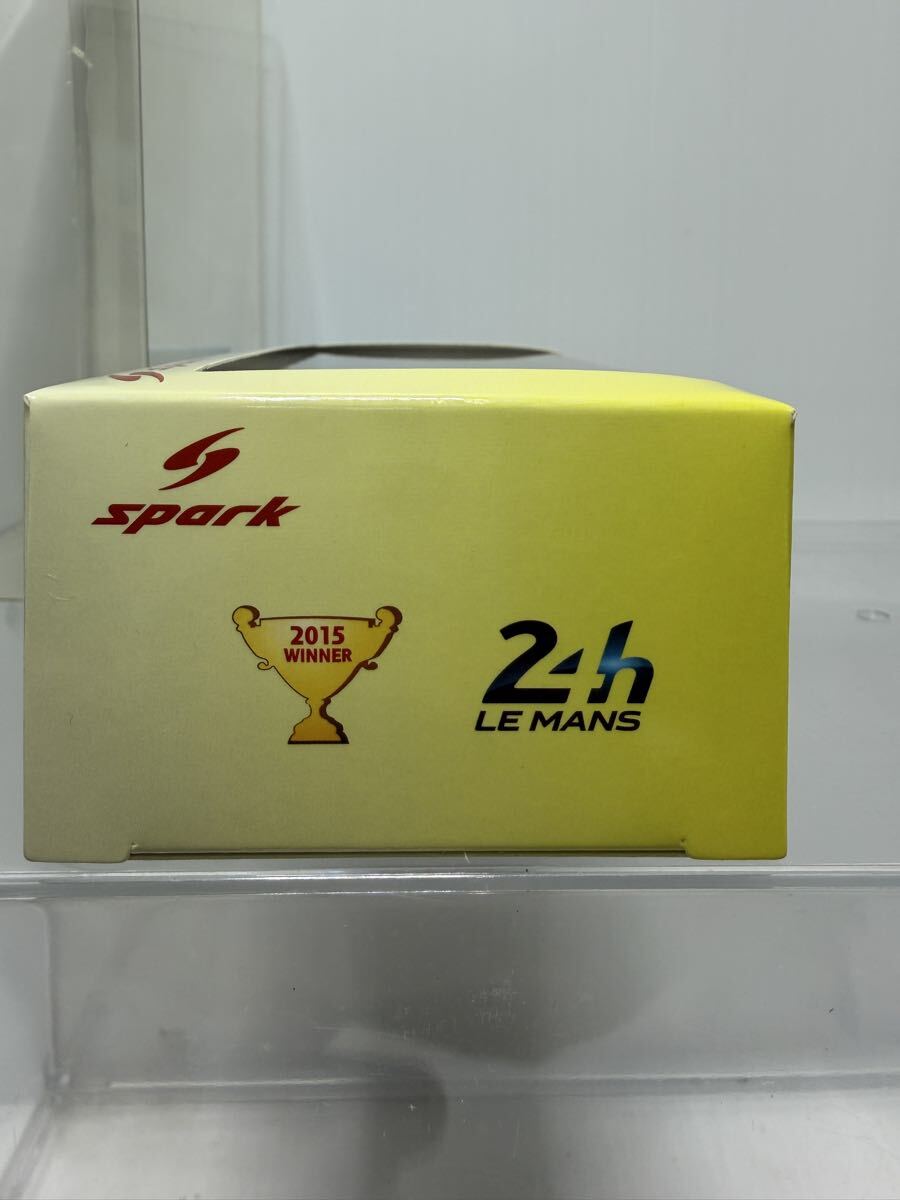 spark
2015
WINNER
24h
LE MANS